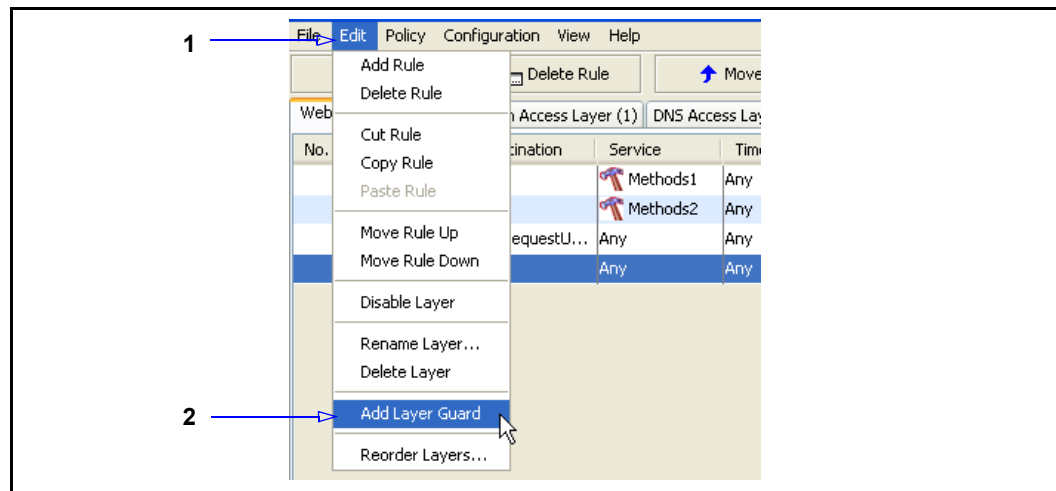 1
File Edit Policy Configuration View Help
Add Rule
Delete Rule
Move
Delete Rule
Web
Access Layer (1)
DNS Access Lay
Cut Rule
No.
Service
Tim
Copy Rule
Methods1 Any
Paste Rule
Methods2 Any
Move Rule Up
equestU... Any Any
Move Rule Down
Any Any
Disable Layer
Rename Layer...
Delete Layer
2
Add Layer Guard
Reorder Layers...